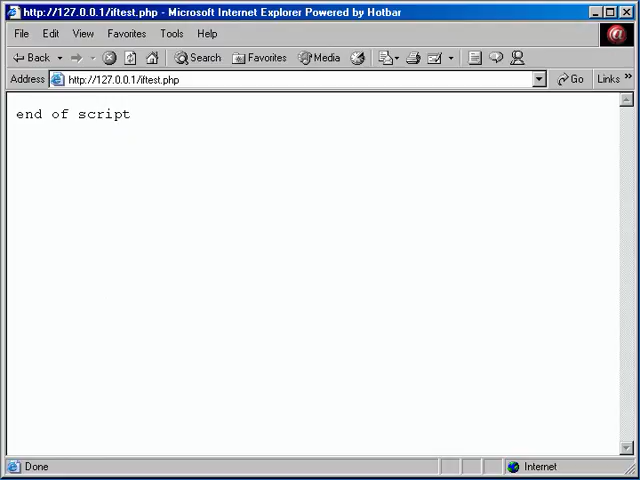 http://127.0.0.1/iftest.php - Microsoft Internet Explorer Powered by Hotbar
File Edit View Favorites Tools Help
Back Search Favorites Media
Address http://127.0.0.1/iftest.php Go Links »
end of script
Done Internet